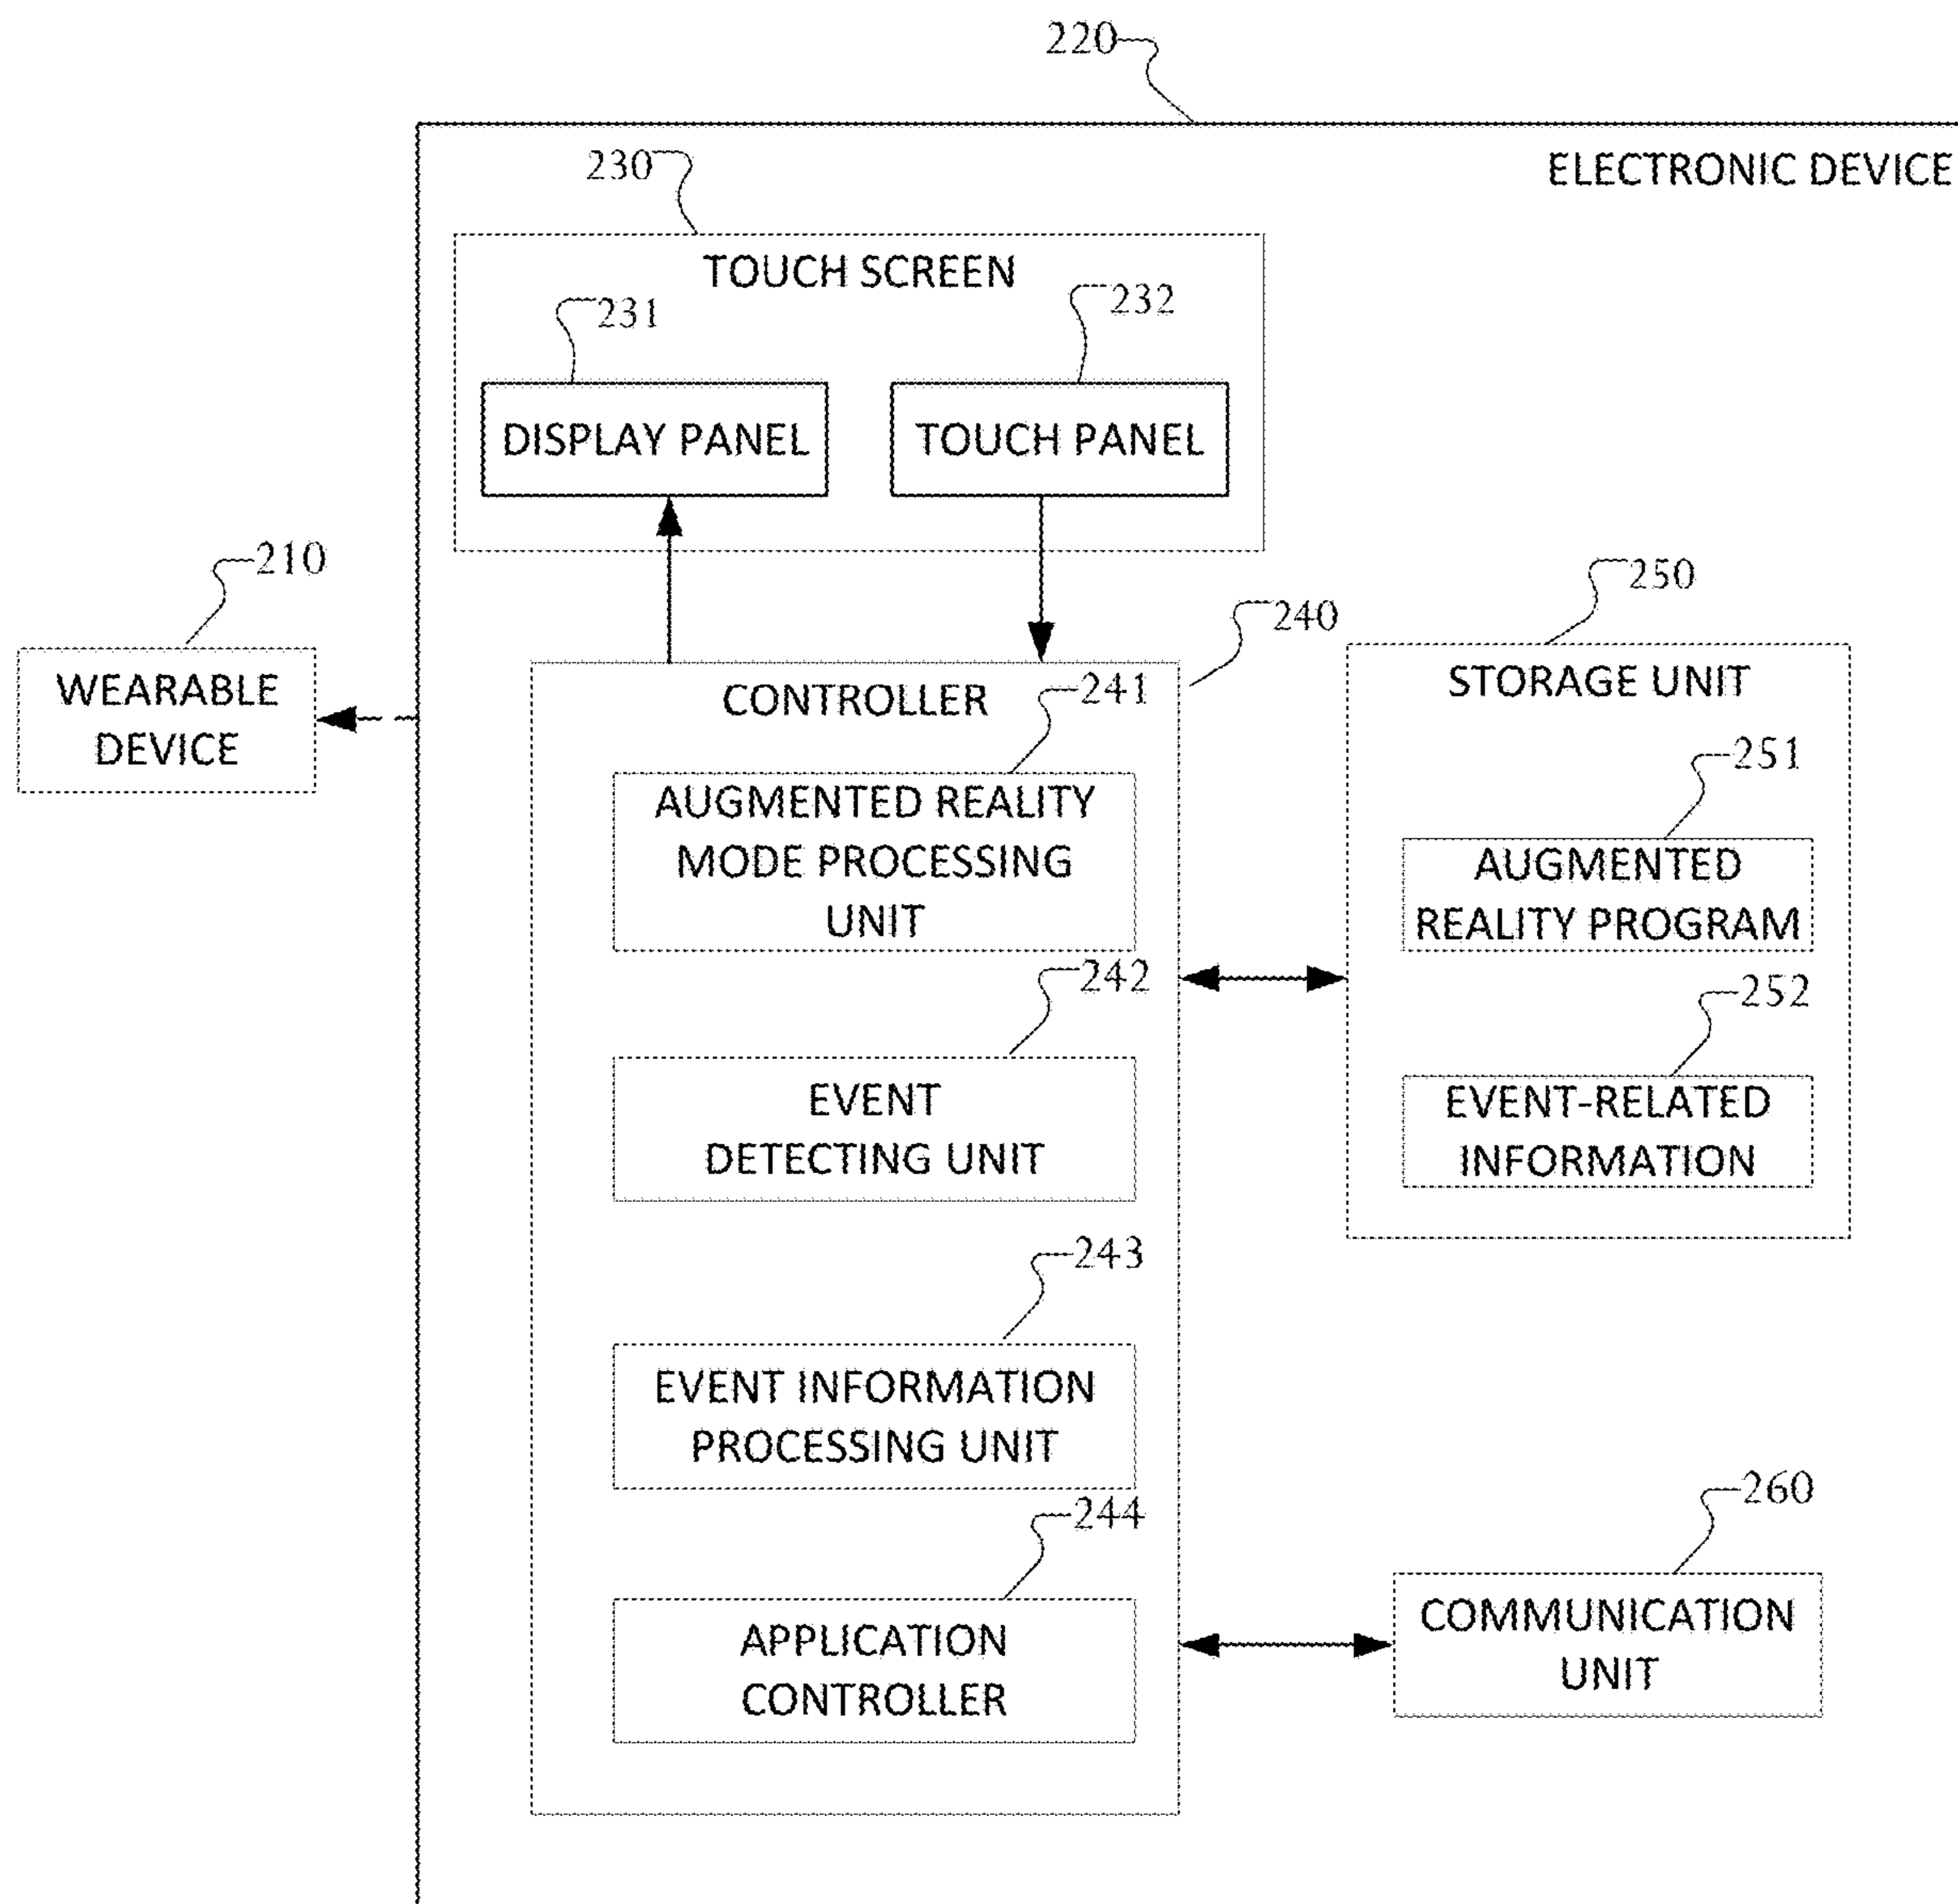 220
ELECTRONIC DEVICE
230
TOUCH SCREEN
231
232
DISPLAY PANEL
TOUCH PANEL
210
WEARABLE
DEVICE
240
CONTROLLER
241
AUGMENTED REALITY
MODE PROCESSING
UNIT
242
EVENT
DETECTING UNIT
243
EVENT INFORMATION
PROCESSING UNIT
244
APPLICATION
CONTROLLER
250
STORAGE UNIT
251
AUGMENTED
REALITY PROGRAM
252
EVENT-RELATED
INFORMATION
260
COMMUNICATION
UNIT